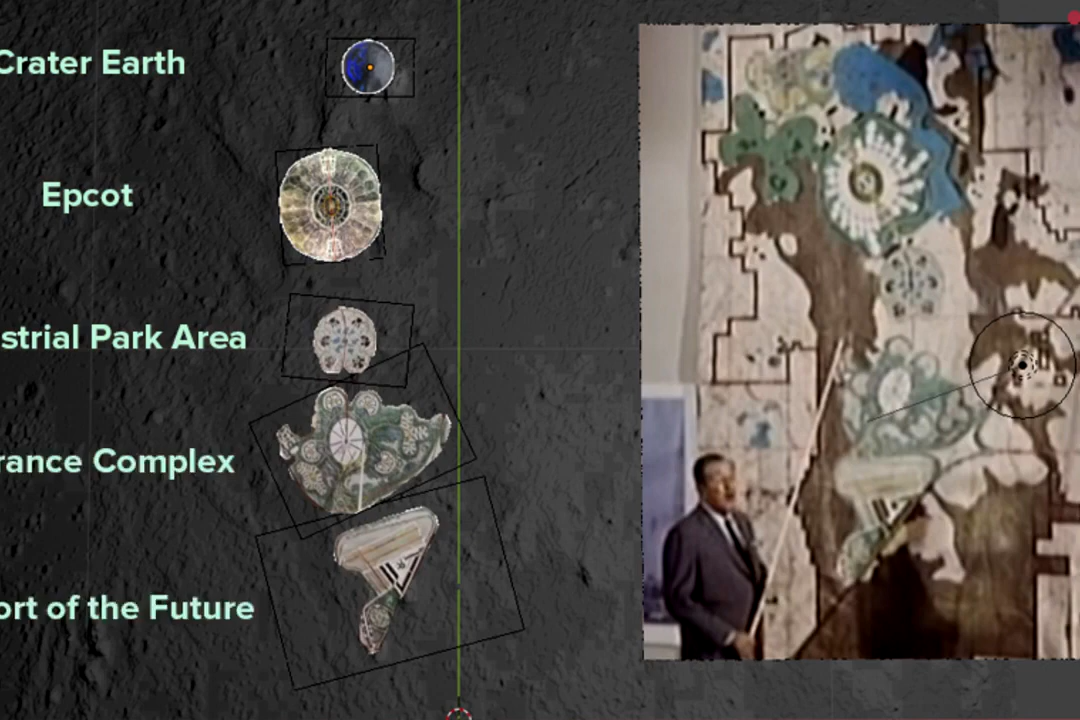 Crater Earth
Epcot
strial Park Area
rance Complex
ort of the Future